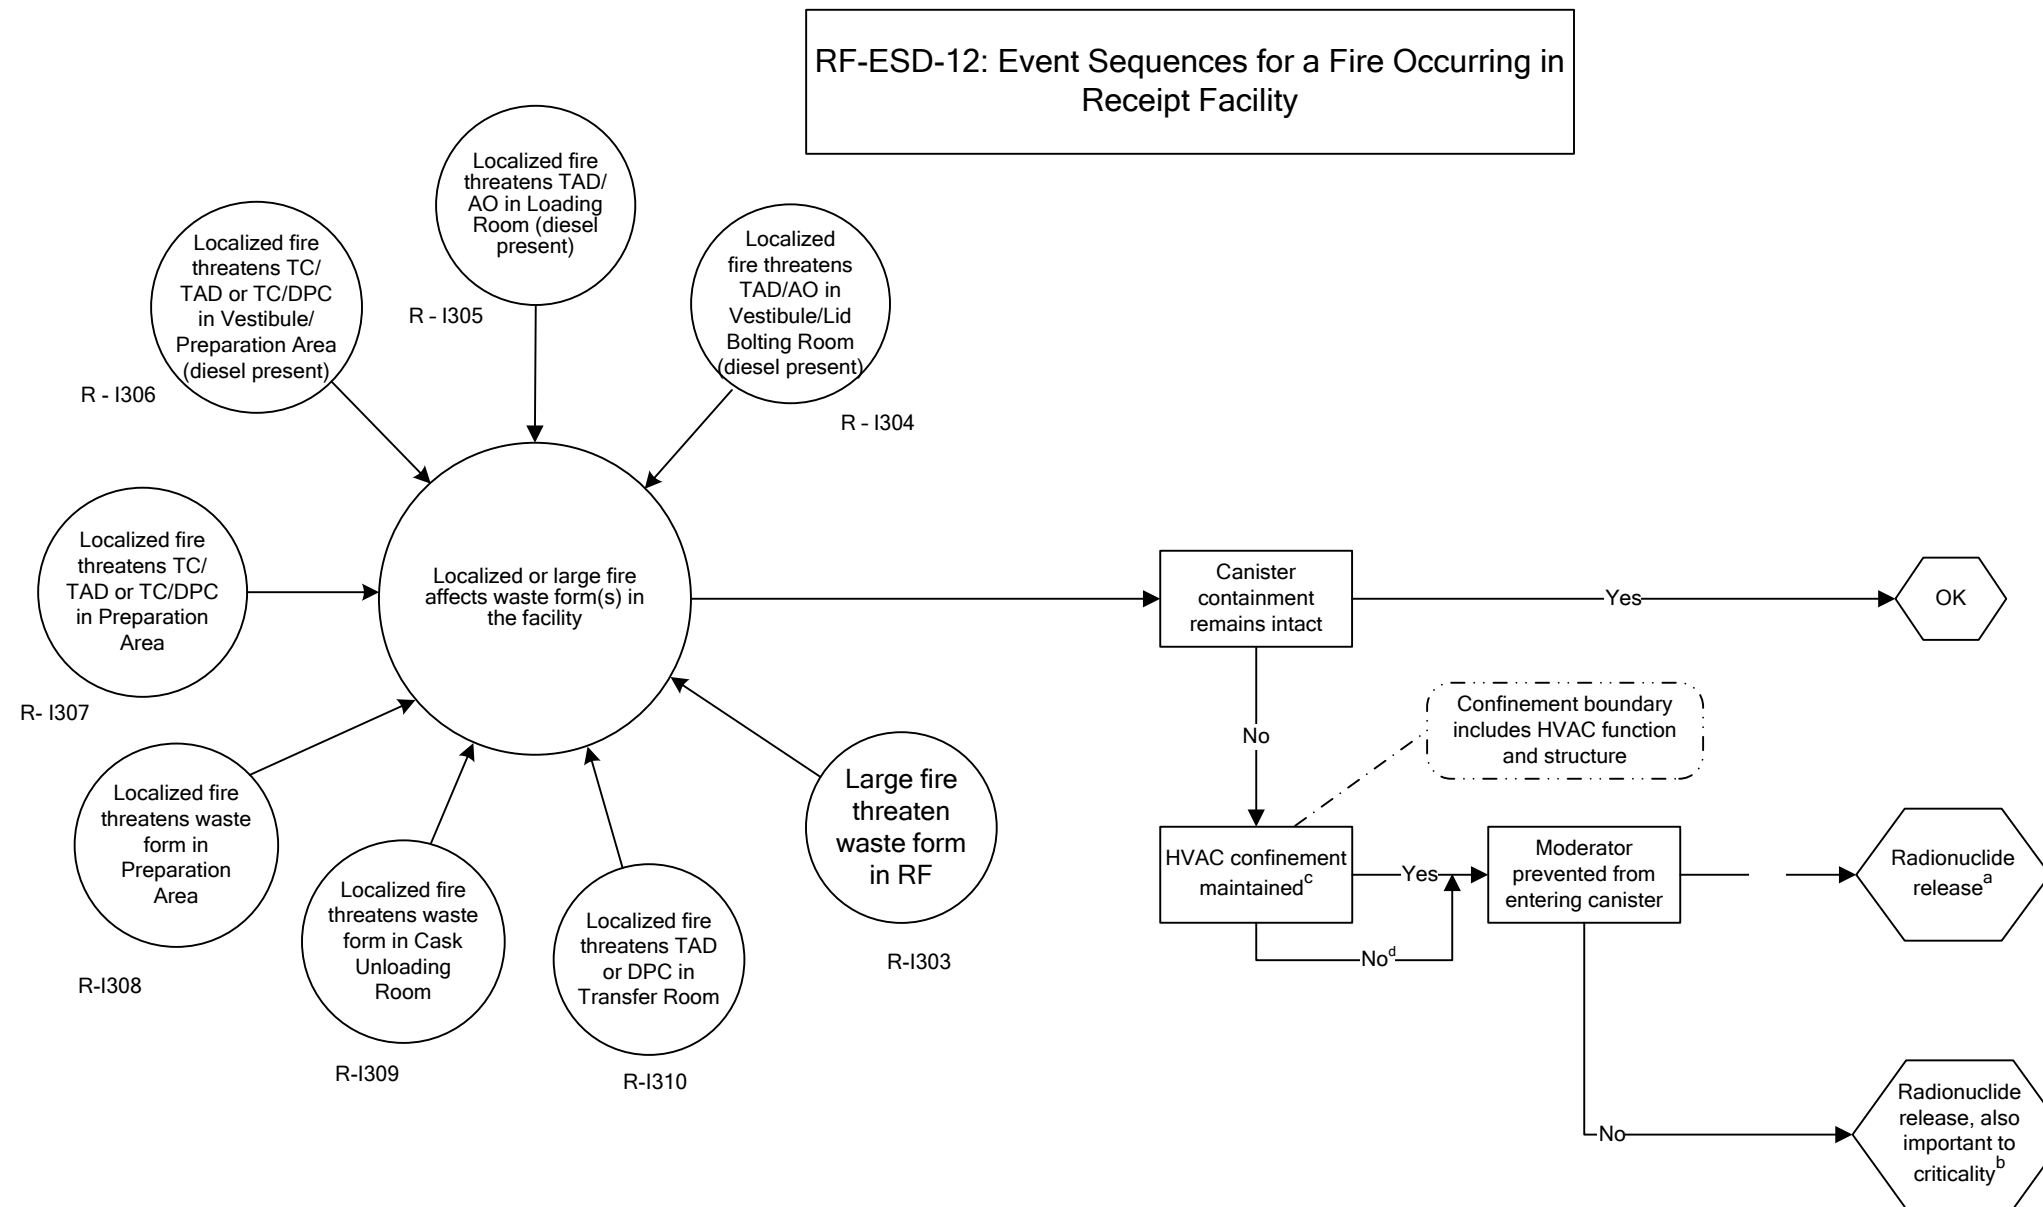 RF-ESD-12: Event Sequences for a Fire Occurring in
Receipt Facility
Localized fire
threatens TAD/
AO in Loading
Room (diesel
present)
R - I305
Localized fire
threatens TC/
TAD or TC/DPC
in Vestibule/
Preparation Area
(diesel present)
R - I306
Localized
fire threatens
TAD/AO in
Vestibule/Lid
Bolting Room
(diesel present)
R - I304
Localized fire
threatens TC/
TAD or TC/DPC
in Preparation
Area
R- I307
Localized or large fire
affects waste form(s) in
the facility
Canister
containment
remains intact
Yes
OK
No
Confinement boundary
includes HVAC function
and structure
Localized fire
threatens waste
form in
Preparation
Area
R-I308
Localized fire
threatens waste
form in Cask
Unloading
Room
R-I309
Localized fire
threatens TAD
or DPC in
Transfer Room
R-I310
Large fire
threaten
waste form
in RF
R-I303
HVAC confinement
maintained^c
Yes
No^d
Moderator
prevented from
entering canister
Radionuclide
release^a
No
Radionuclide
release, also
important to
criticality^b